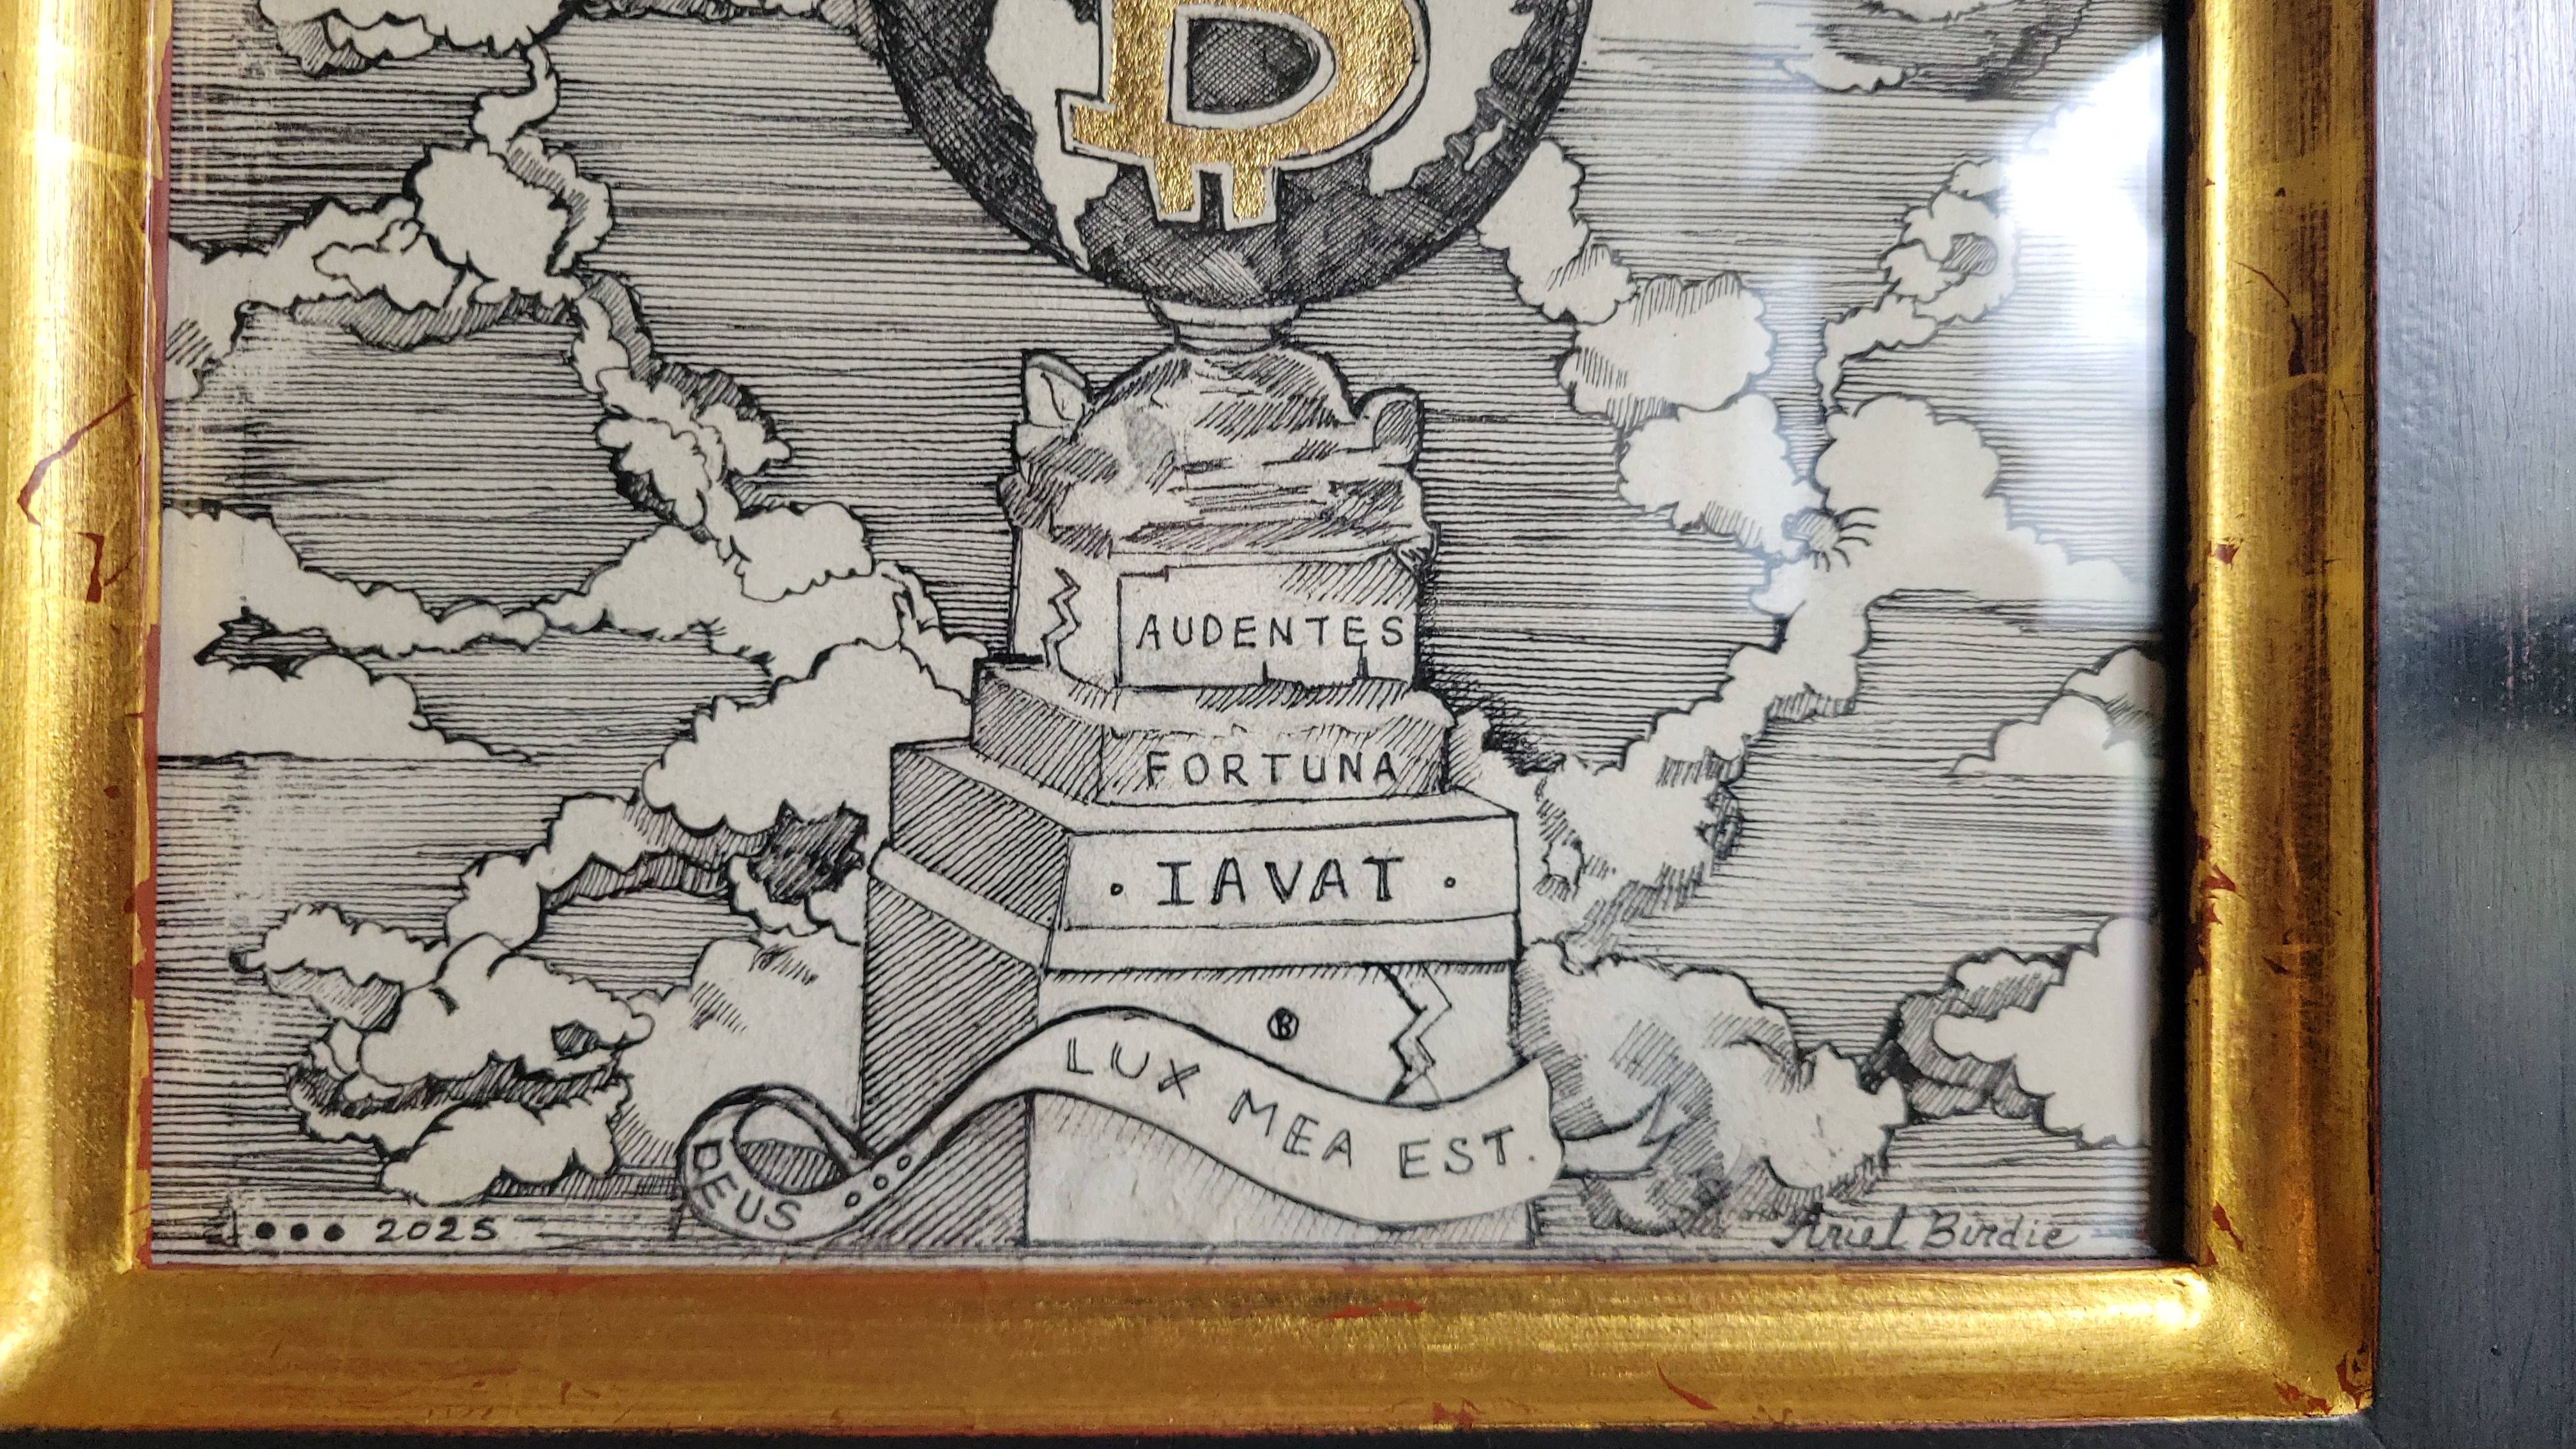 AUDENTES
FORTUNA
· IAVAT ·
®
DEUS
LUX MEA EST.
●●● 2025
Ariel Birdie